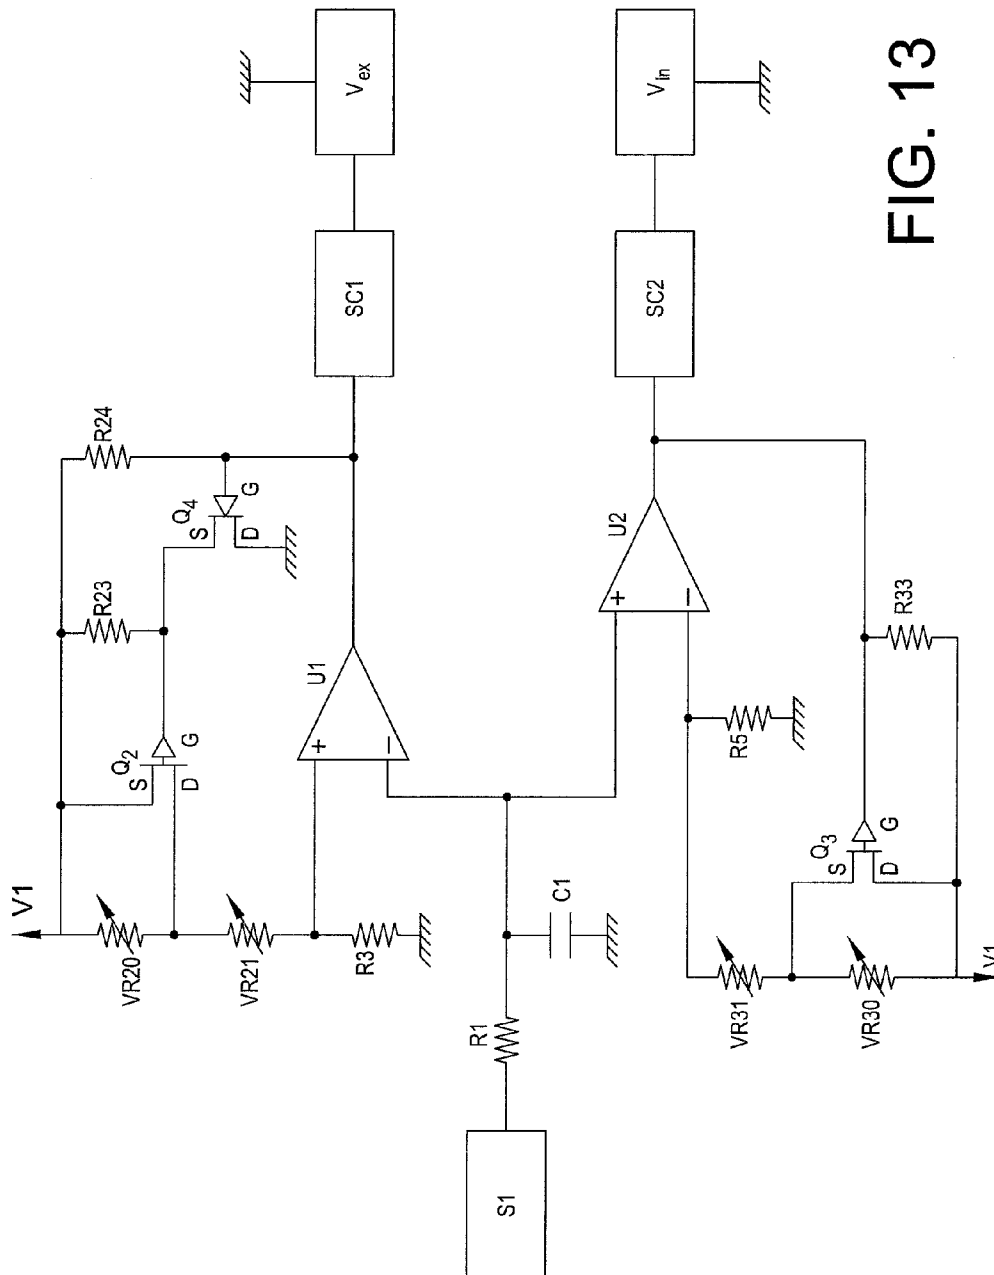 V1
VR20
VR21
R3
Q2
S
D
G
R23
Q4
S
D
G
R24
U1
+
−
SC1
Vex
S1
R1
C1
U2
+
−
SC2
Vin
R5
VR31
VR30
V1
Q3
S
D
G
R33
FIG. 13